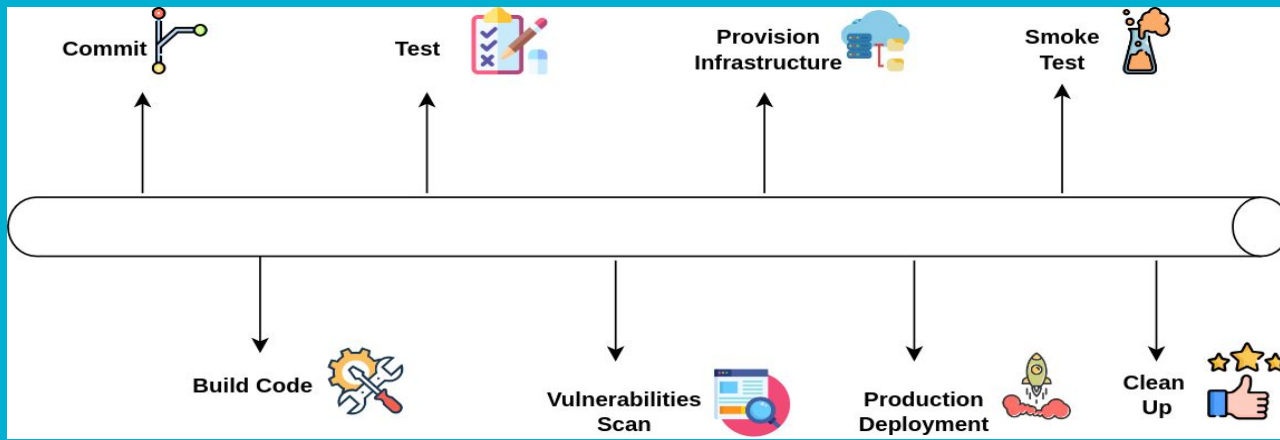 Commit
Test
Provision
Infrastructure
Smoke
Test
Build Code
Vulnerabilities
Scan
Production
Deployment
Clean
Up